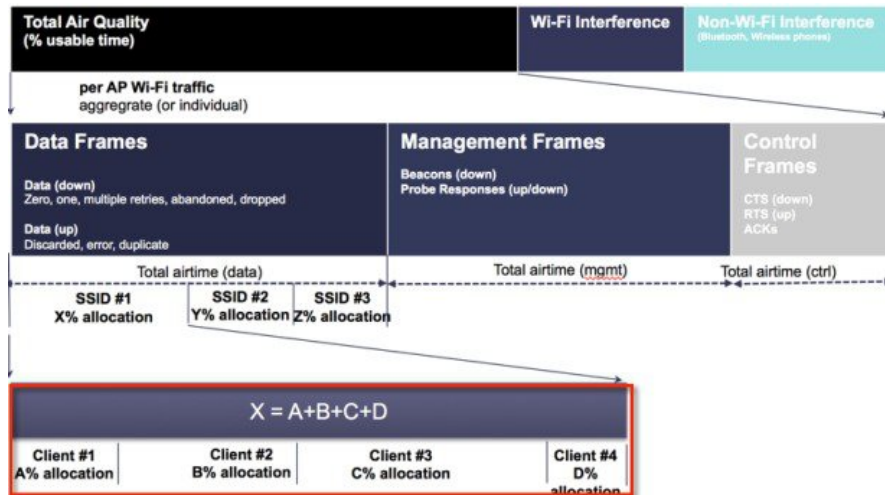 Total Air Quality
(% usable time)
Wi-Fi Interference
Non-Wi-Fi Interference
(Bluetooth, Wireless phones)
per AP Wi-Fi traffic
aggregrate (or individual)
Data Frames
Data (down)
Zero, one, multiple retries, abandoned, dropped
Data (up)
Discarded, error, duplicate
Management Frames
Beacons (down)
Probe Responses (up/down)
Control
Frames
CTS (down)
RTS (up)
ACKs
Total airtime (data)
Total airtime (mgmt)
Total airtime (ctrl)
SSID #1
X% allocation
SSID #2
Y% allocation
SSID #3
Z% allocation
X = A+B+C+D
Client #1
A% allocation
Client #2
B% allocation
Client #3
C% allocation
Client #4
D%
allocation